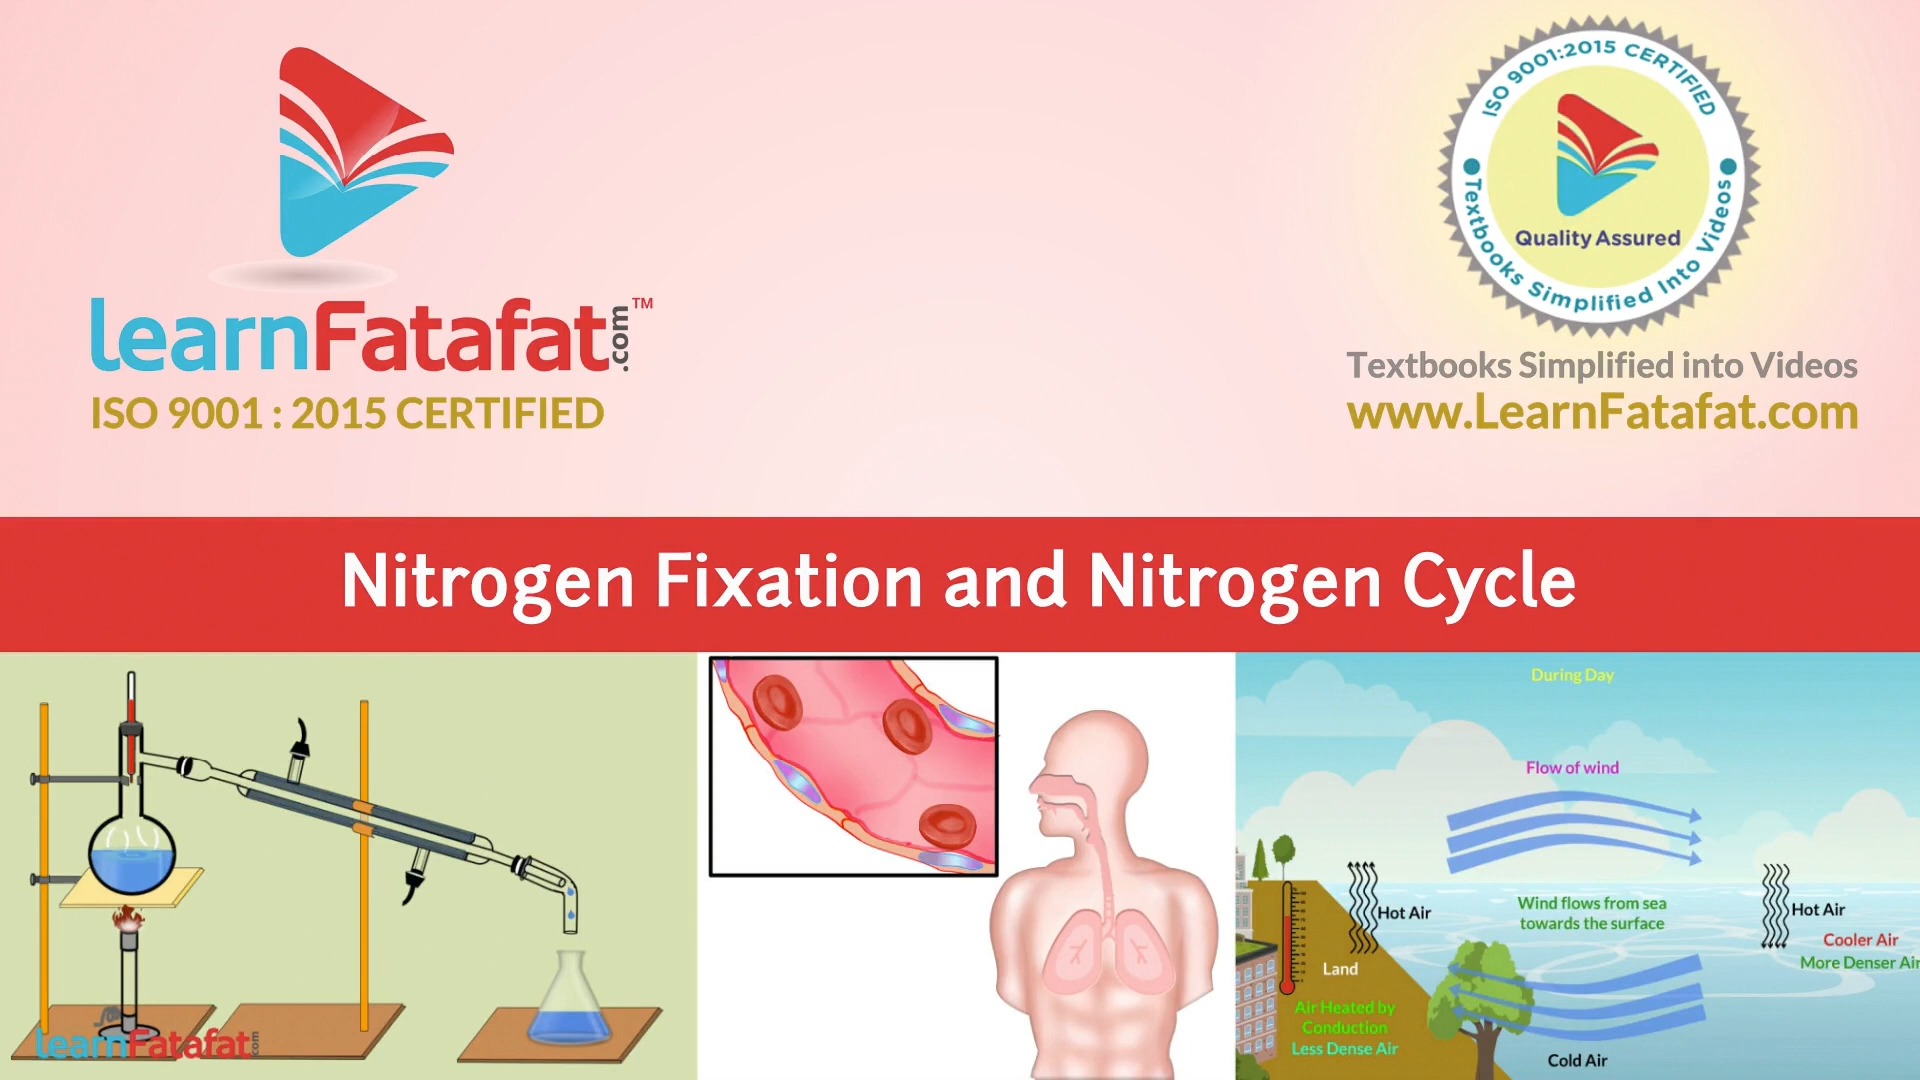 learnFatafat.com™
ISO 9001 : 2015 CERTIFIED
ISO 9001:2015 CERTIFIED
Quality Assured
Textbooks Simplified Into Videos
Textbooks Simplified into Videos
www.LearnFatafat.com
Nitrogen Fixation and Nitrogen Cycle
learnFatafat.com
During Day
Flow of wind
Hot Air
Wind flows from sea
towards the surface
Hot Air
Cooler Air
More Denser Air
Land
Air Heated by
Conduction
Less Dense Air
Cold Air